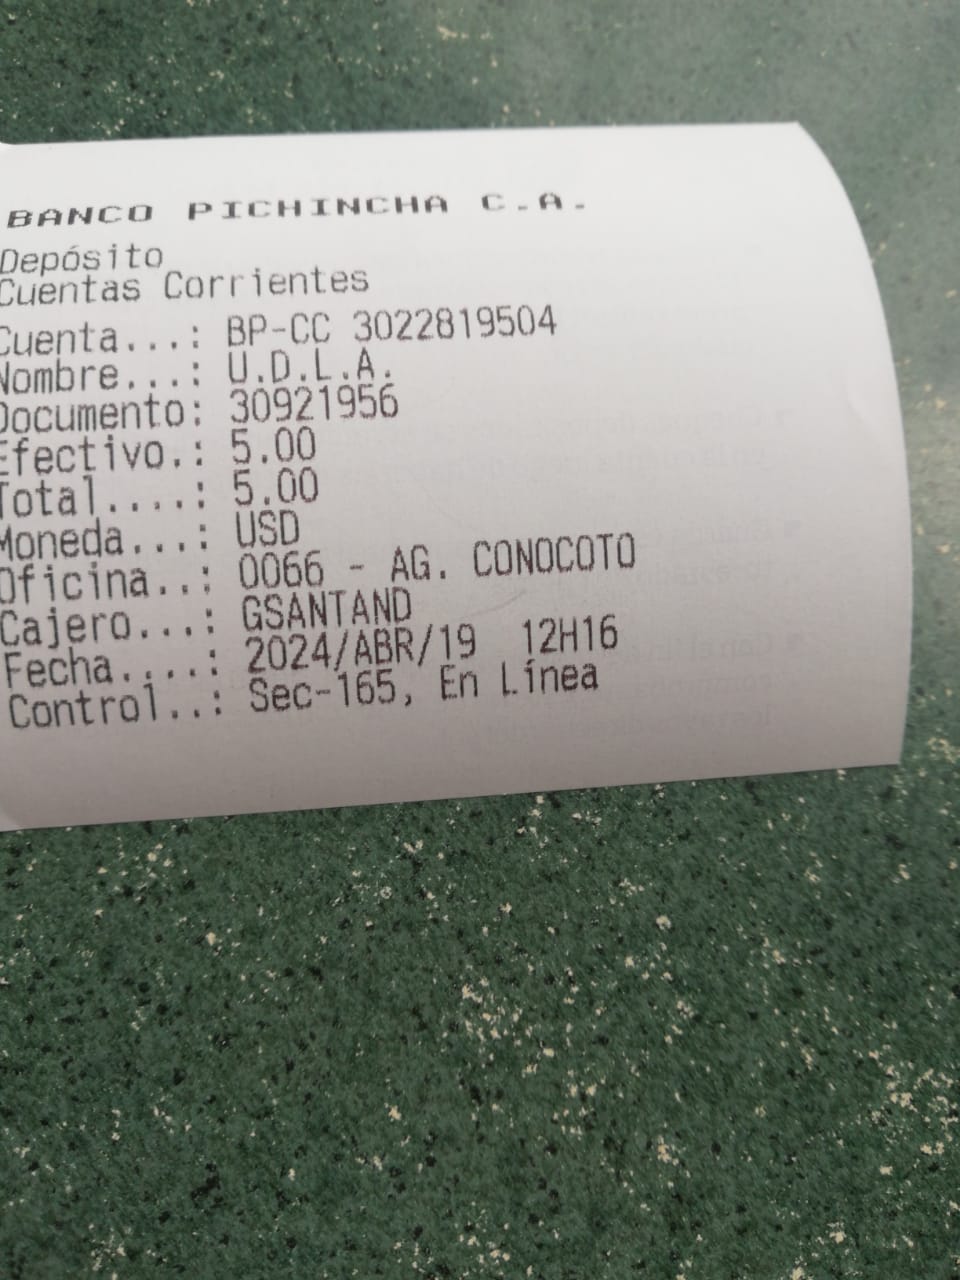 BANCO PICHINCHA C.A.
Depósito
Cuentas Corrientes
Cuenta...: BP-CC 3022819504
Nombre...: U.D.L.A.
Documento: 30921956
Efectivo.: 5.00
Total....: 5.00
Moneda...: USD
Oficina..: 0066 - AG. CONOCOTO
Cajero...: GSANTAND
Fecha....: 2024/ABR/19 12H16
Control..: Sec-165, En Línea